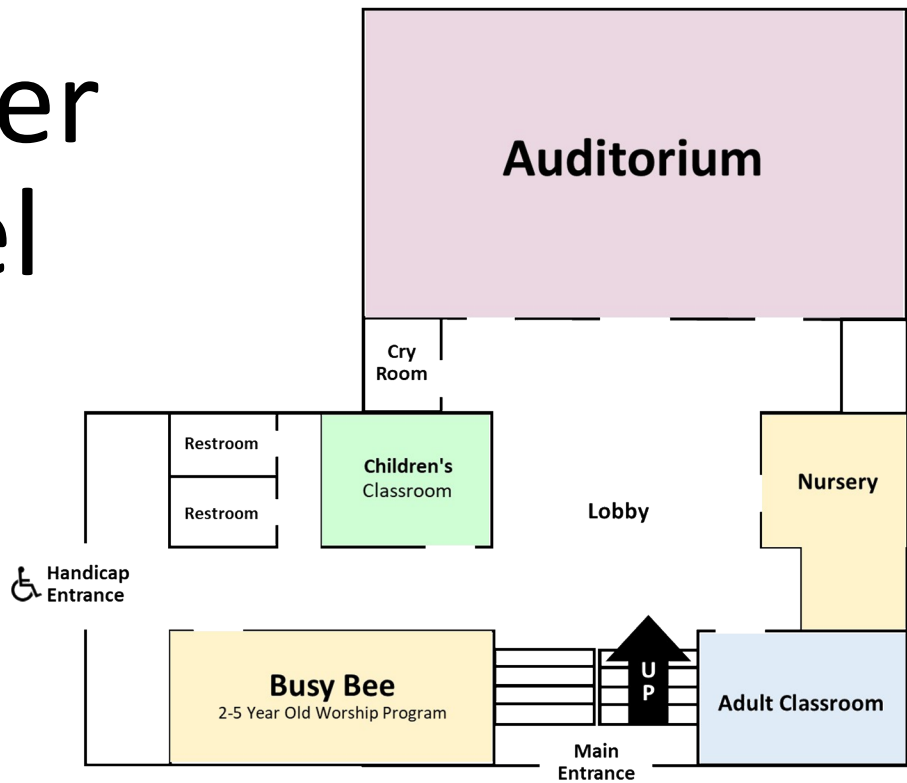 er
el
Auditorium
Cry
Room
Restroom
Children's
Classroom
Nursery
Restroom
Lobby
Handicap
Entrance
UP
Busy Bee
2-5 Year Old Worship Program
Adult Classroom
Main
Entrance